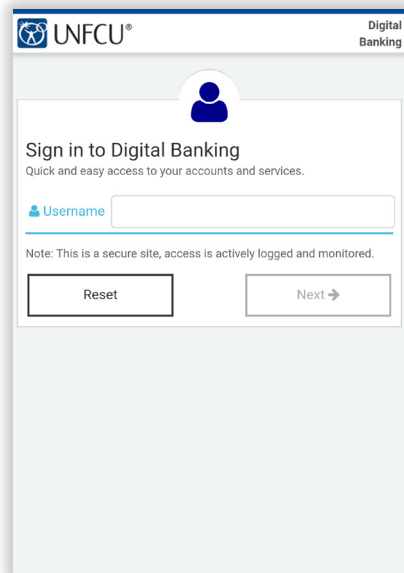 UNFCU®
Digital
Banking
Sign in to Digital Banking
Quick and easy access to your accounts and services.
Username
Note: This is a secure site, access is actively logged and monitored.
Reset
Next